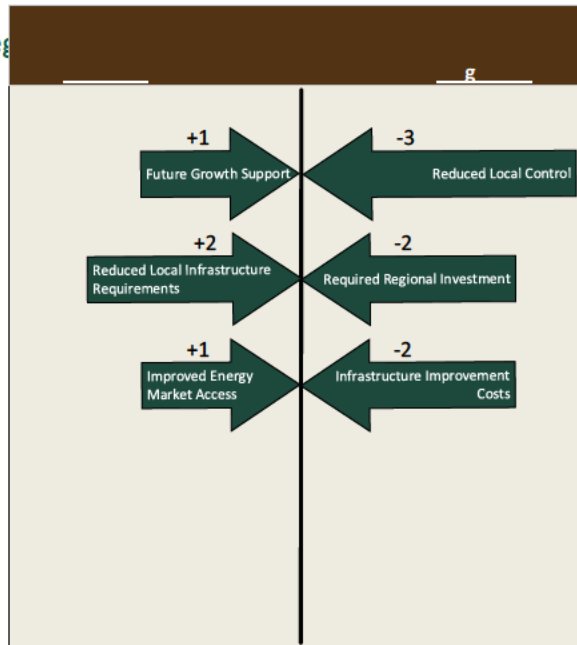 g
+1
Future Growth Support
-3
Reduced Local Control
+2
Reduced Local Infrastructure
Requirements
-2
Required Regional Investment
+1
Improved Energy
Market Access
-2
Infrastructure Improvement
Costs